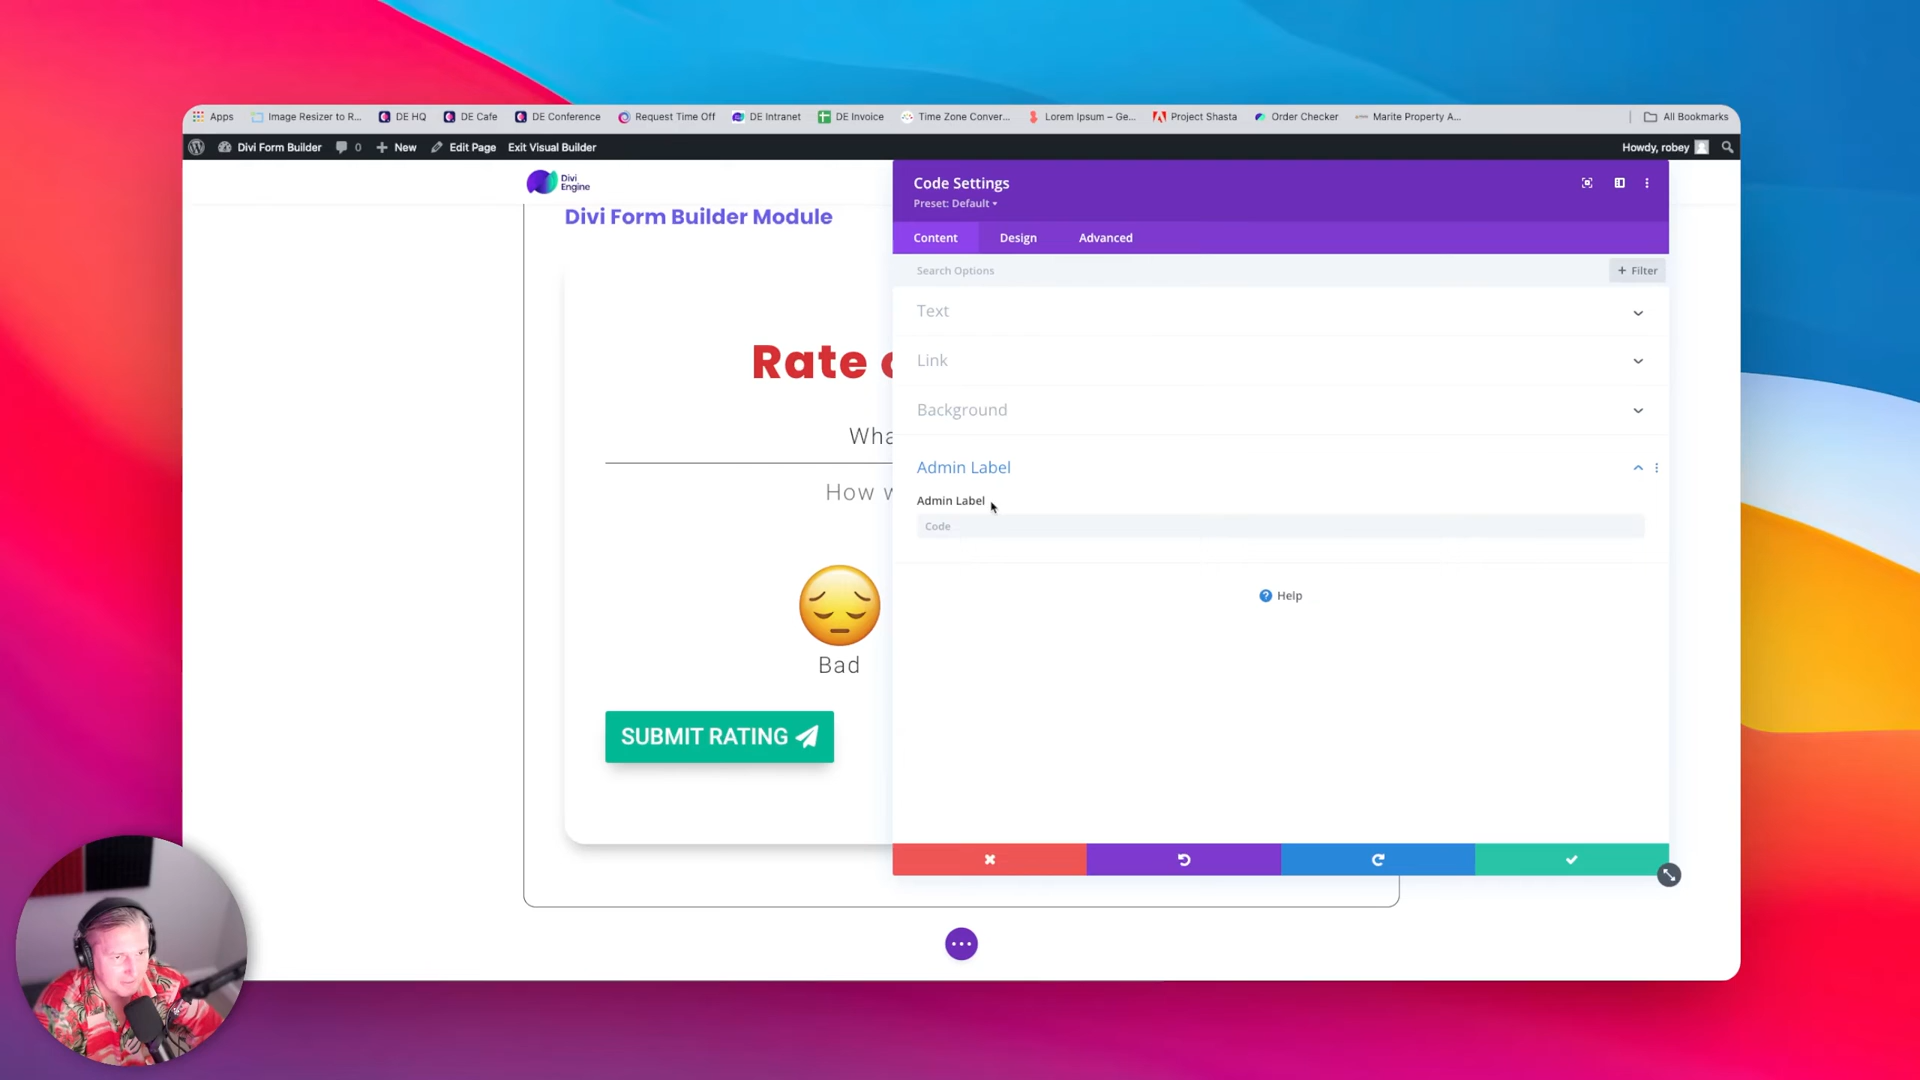 Apps
Image Resizer to R...
DE HQ
DE Cafe
DE Conference
Request Time Off
DE Intranet
DE Invoice
Time Zone Conver...
Lorem Ipsum – Ge...
Project Shasta
Order Checker
Marite Property A...
All Bookmarks
Divi Form Builder
0
New
Edit Page
Exit Visual Builder
Howdy, robey
Divi
Engine
Divi Form Builder Module
Rate
Wha
How w
Bad
SUBMIT RATING
Code Settings
Preset: Default
Content
Design
Advanced
Search Options
+ Filter
Text
Link
Background
Admin Label
Admin Label
Code
? Help